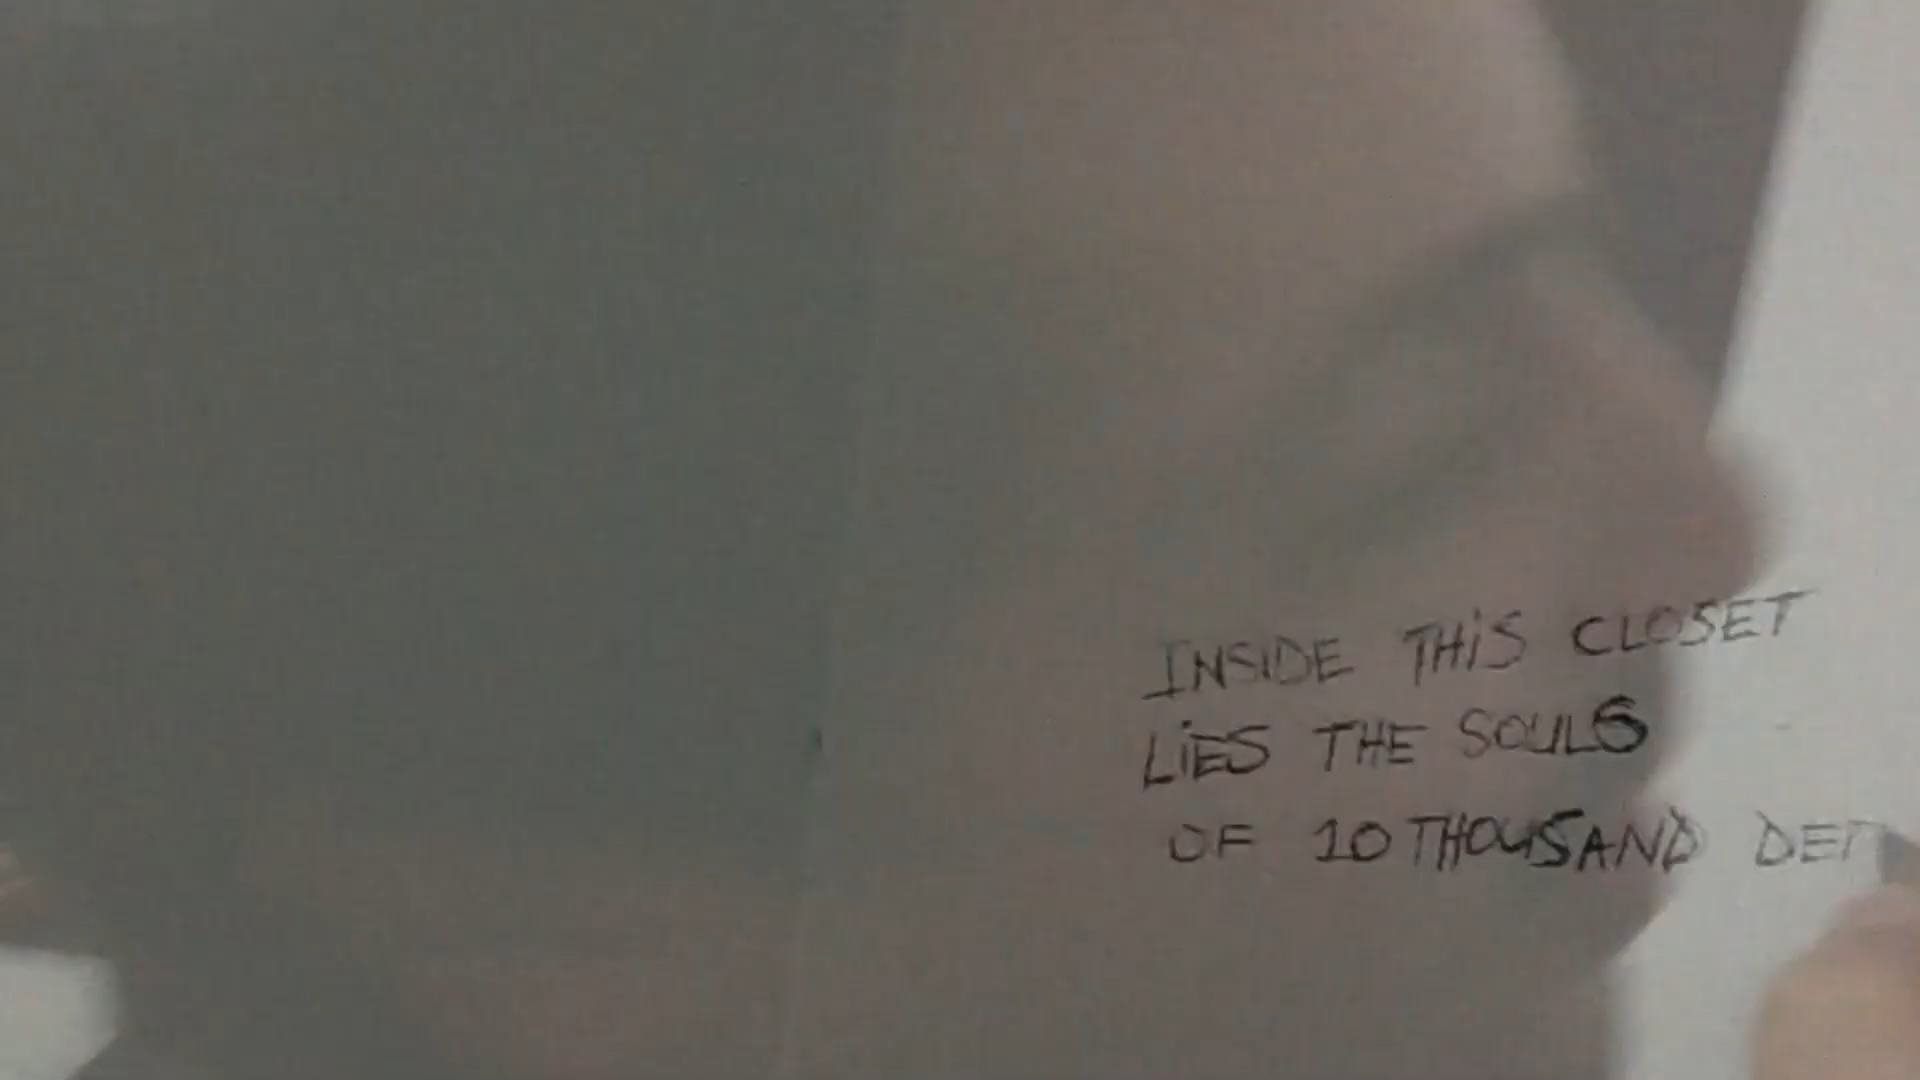 INSIDE THiS CLOSET
LiES THE SOULS
OF 10 THOUSAND